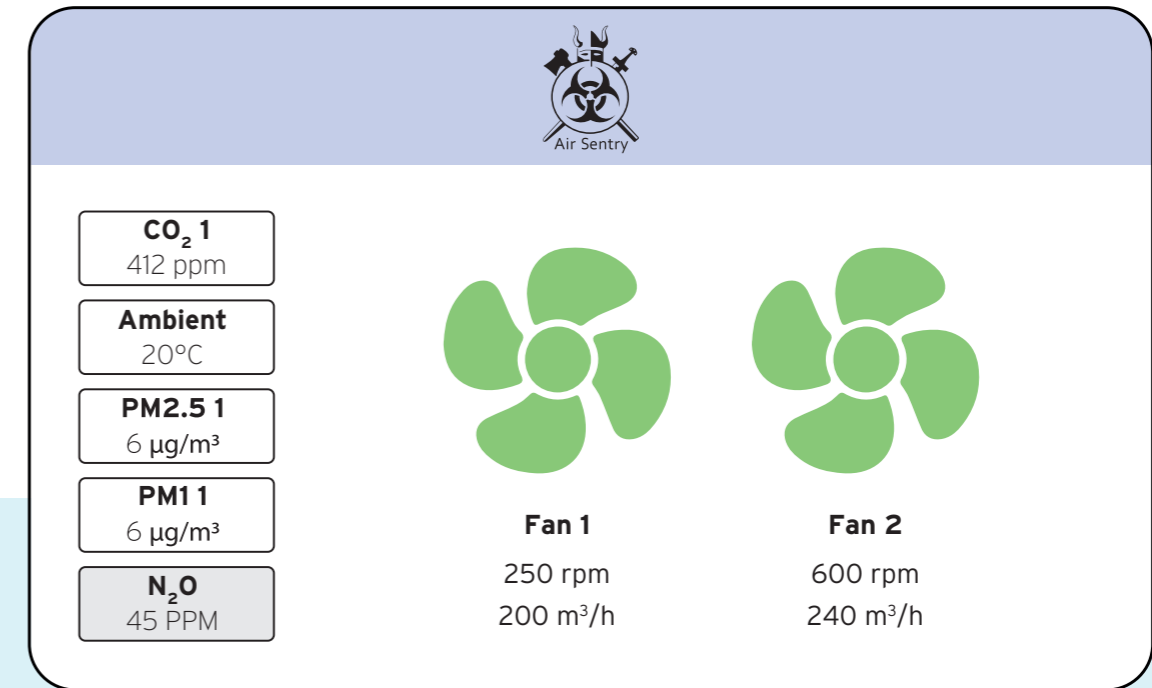 Air Sentry
CO₂ 1
412 ppm
Ambient
20°C
PM2.5 1
6 µg/m³
PM1 1
6 µg/m³
N₂O
45 PPM
Fan 1
250 rpm
200 m³/h
Fan 2
600 rpm
240 m³/h